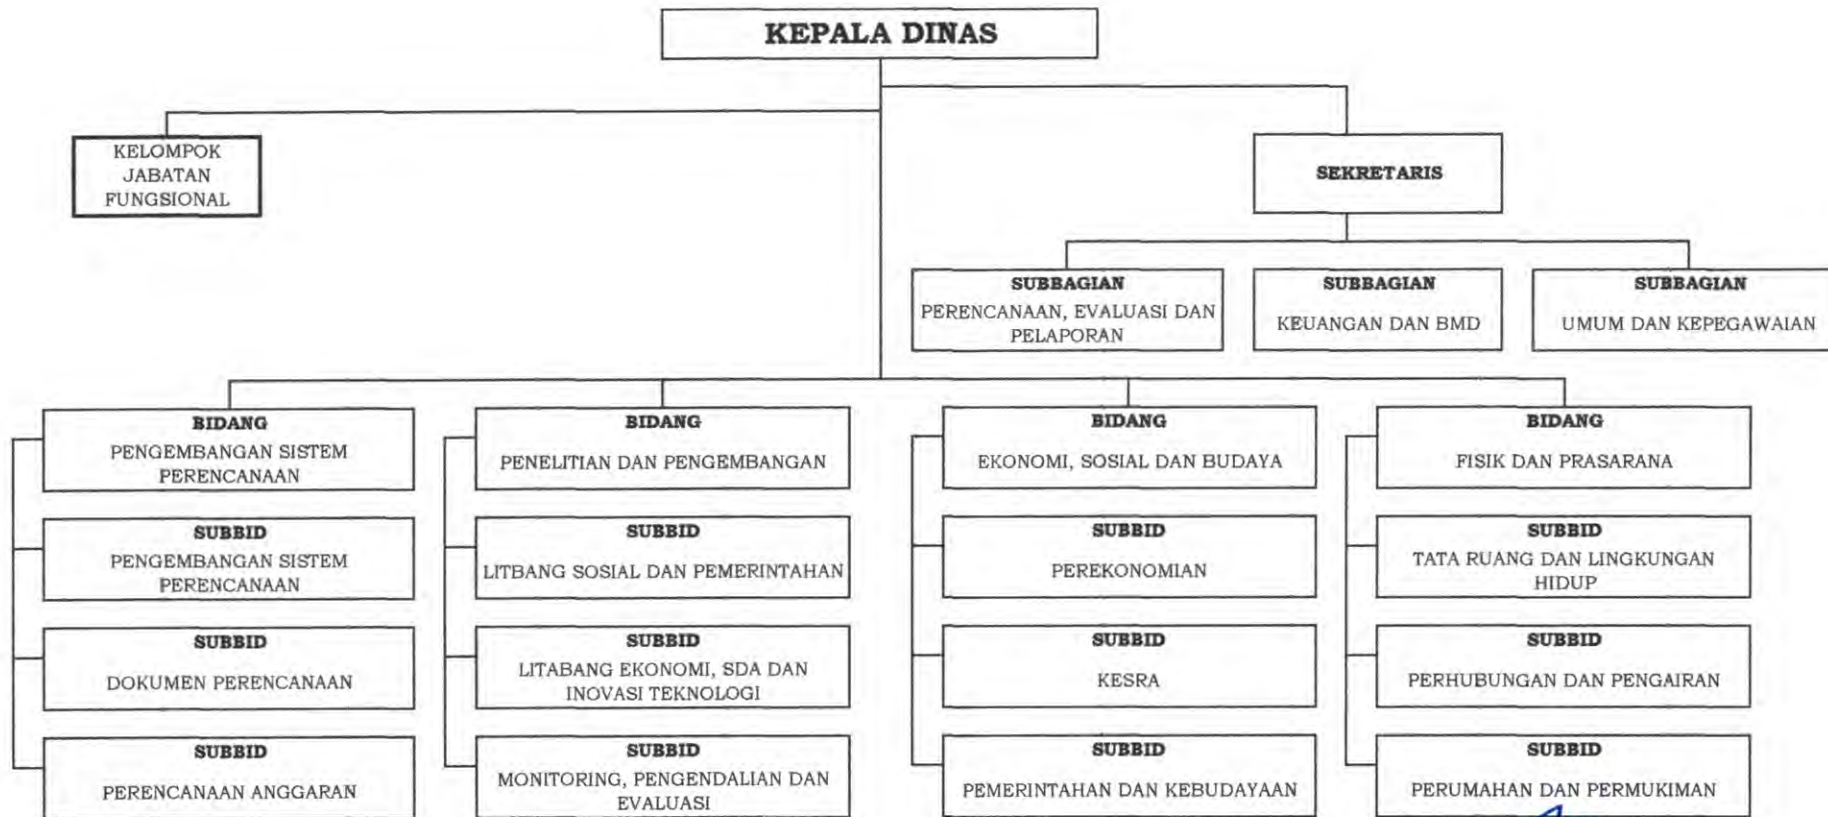 KEPALA DINAS
KELOMPOK
JABATAN
FUNGSIONAL
SEKRETARIS
SUBBAGIAN
PERENCANAAN, EVALUASI DAN
PELAPORAN
SUBBAGIAN
KEUANGAN DAN BMD
SUBBAGIAN
UMUM DAN KEPEGAWAIAN
BIDANG
PENGEMBANGAN SISTEM
PERENCANAAN
SUBBID
PENGEMBANGAN SISTEM
PERENCANAAN
SUBBID
DOKUMEN PERENCANAAN
SUBBID
PERENCANAAN ANGGARAN
BIDANG
PENELITIAN DAN PENGEMBANGAN
SUBBID
LITBANG SOSIAL DAN PEMERINTAHAN
SUBBID
LITABANG EKONOMI, SDA DAN
INOVASI TEKNOLOGI
SUBBID
MONITORING, PENGENDALIAN DAN
EVALUASI
BIDANG
EKONOMI, SOSIAL DAN BUDAYA
SUBBID
PEREKONOMIAN
SUBBID
KESRA
SUBBID
PEMERINTAHAN DAN KEBUDAYAAN
BIDANG
FISIK DAN PRASARANA
SUBBID
TATA RUANG DAN LINGKUNGAN
HIDUP
SUBBID
PERHUBUNGAN DAN PENGAIRAN
SUBBID
PERUMAHAN DAN PERMUKIMAN